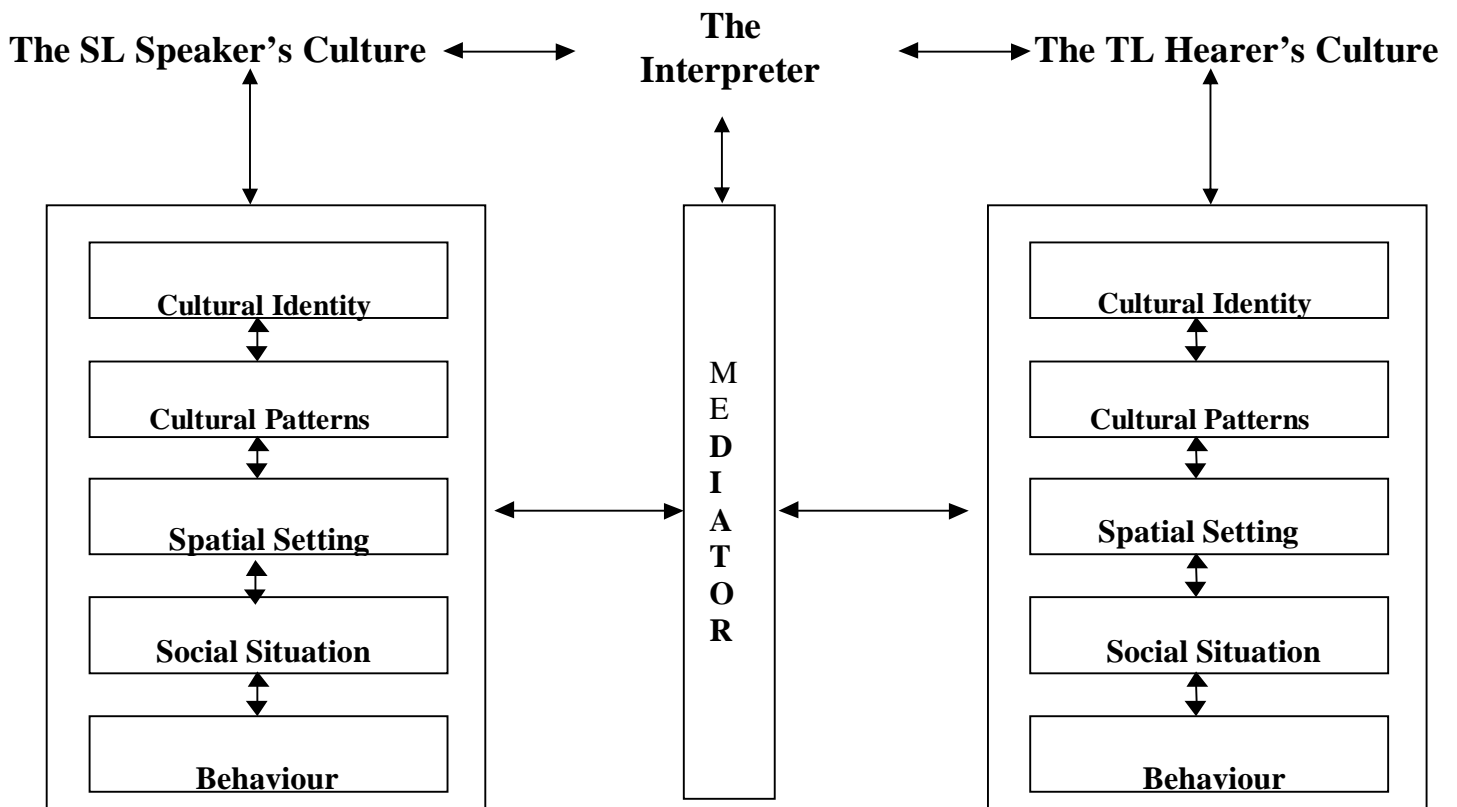 The SL Speaker's Culture
The
Interpreter
The TL Hearer's Culture
Cultural Identity
Cultural Patterns
Spatial Setting
Social Situation
Behaviour
M
E
D
I
A
T
O
R
Cultural Identity
Cultural Patterns
Spatial Setting
Social Situation
Behaviour